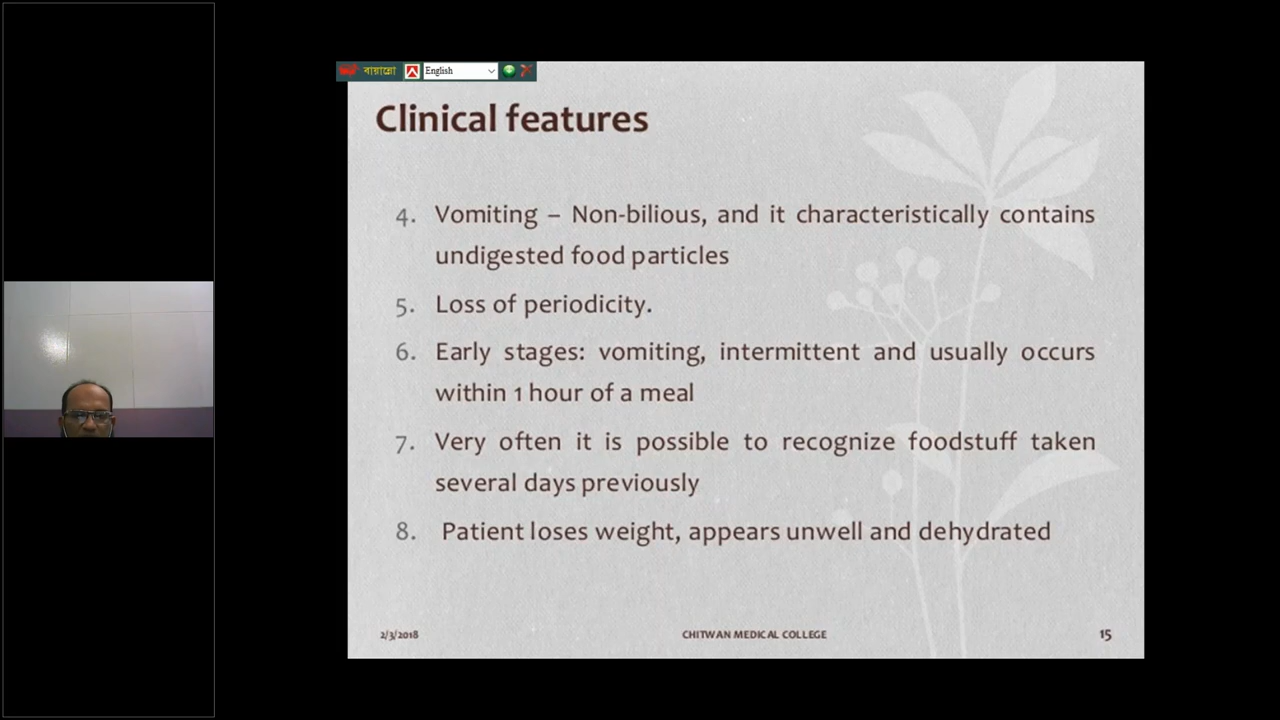 বায়ান্নো
English
Clinical features
4. Vomiting – Non-bilious, and it characteristically contains
undigested food particles
5. Loss of periodicity.
6. Early stages: vomiting, intermittent and usually occurs
within 1 hour of a meal
7. Very often it is possible to recognize foodstuff taken
several days previously
8. Patient loses weight, appears unwell and dehydrated
2/3/2018
CHITWAN MEDICAL COLLEGE
15